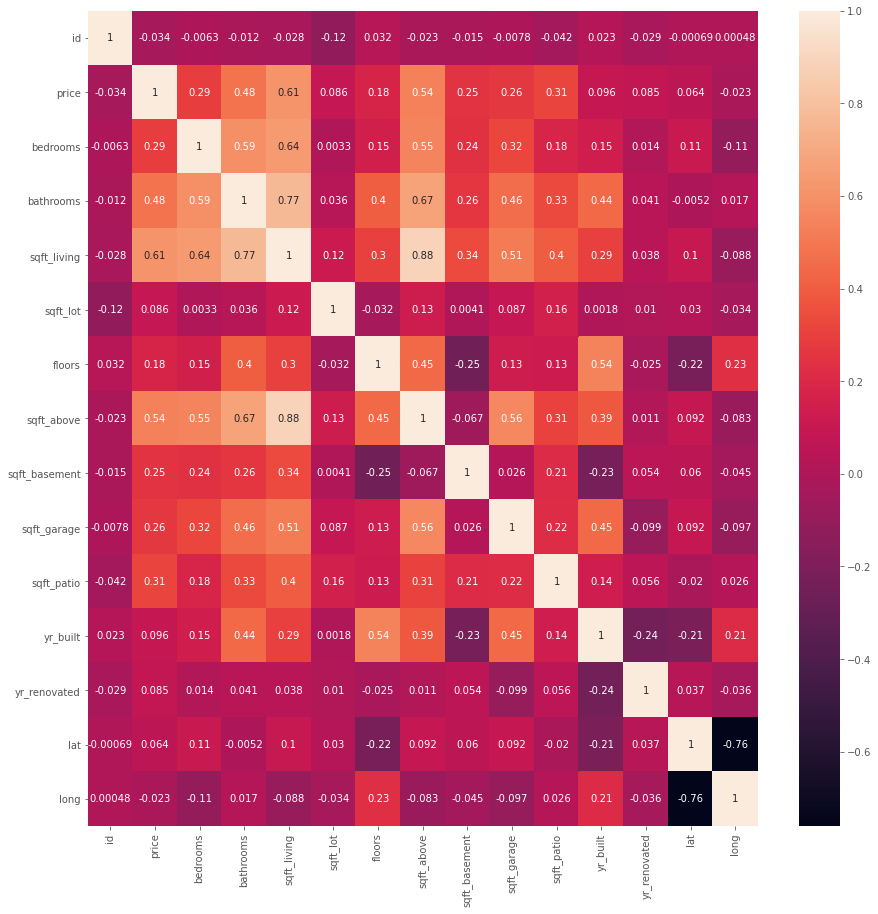 id 1 -0.034 -0.0063 -0.012 -0.028 -0.12 0.032 -0.023 -0.015 -0.0078 -0.042 0.023 -0.029 -0.00069 0.00048
price -0.034 1 0.29 0.48 0.61 0.086 0.18 0.54 0.25 0.26 0.31 0.096 0.085 0.064 -0.023
bedrooms -0.0063 0.29 1 0.59 0.64 0.0033 0.15 0.55 0.24 0.32 0.18 0.15 0.014 0.11 -0.11
bathrooms -0.012 0.48 0.59 1 0.77 0.036 0.4 0.67 0.26 0.46 0.33 0.44 0.041 -0.0052 0.017
sqft_living -0.028 0.61 0.64 0.77 1 0.12 0.3 0.88 0.34 0.51 0.4 0.29 0.038 0.1 -0.088
sqft_lot -0.12 0.086 0.0033 0.036 0.12 1 -0.032 0.13 0.0041 0.087 0.16 0.0018 0.01 0.03 -0.034
floors 0.032 0.18 0.15 0.4 0.3 -0.032 1 0.45 -0.25 0.13 0.13 0.54 -0.025 -0.22 0.23
sqft_above -0.023 0.54 0.55 0.67 0.88 0.13 0.45 1 -0.067 0.56 0.31 0.39 0.011 0.092 -0.083
sqft_basement -0.015 0.25 0.24 0.26 0.34 0.0041 -0.25 -0.067 1 0.026 0.21 -0.23 0.054 0.06 -0.045
sqft_garage -0.0078 0.26 0.32 0.46 0.51 0.087 0.13 0.56 0.026 1 0.22 0.45 -0.099 0.092 -0.097
sqft_patio -0.042 0.31 0.18 0.33 0.4 0.16 0.13 0.31 0.21 0.22 1 0.14 0.056 -0.02 0.026
yr_built 0.023 0.096 0.15 0.44 0.29 0.0018 0.54 0.39 -0.23 0.45 0.14 1 -0.24 -0.21 0.21
yr_renovated -0.029 0.085 0.014 0.041 0.038 0.01 -0.025 0.011 0.054 -0.099 0.056 -0.24 1 0.037 -0.036
lat -0.00069 0.064 0.11 -0.0052 0.1 0.03 -0.22 0.092 0.06 0.092 -0.02 -0.21 0.037 1 -0.76
long 0.00048 -0.023 -0.11 0.017 -0.088 -0.034 0.23 -0.083 -0.045 -0.097 0.026 0.21 -0.036 -0.76 1
id price bedrooms bathrooms sqft_living sqft_lot floors sqft_above sqft_basement sqft_garage sqft_patio yr_built yr_renovated lat long
1.0
0.8
0.6
0.4
0.2
0.0
−0.2
−0.4
−0.6